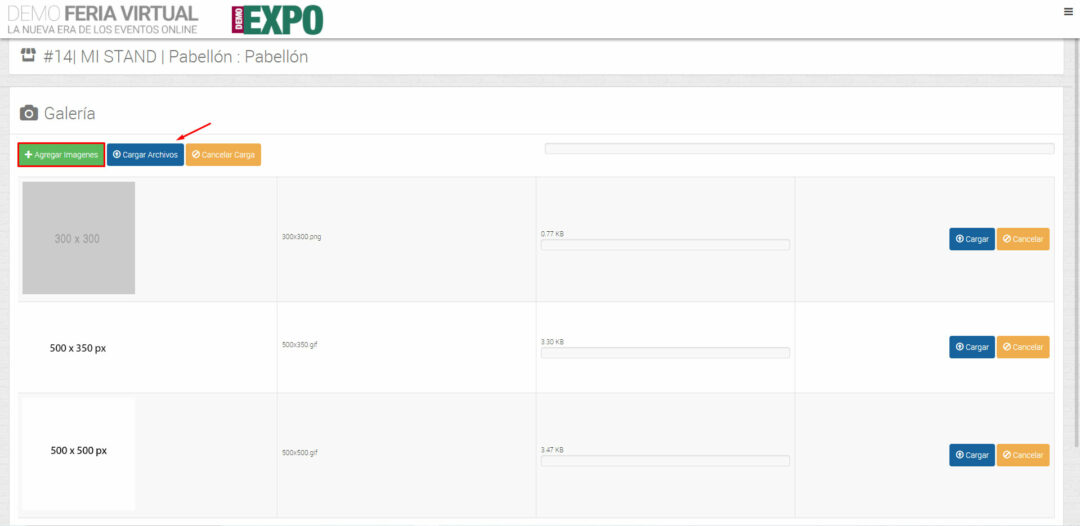 DEMO FERIA VIRTUAL
LA NUEVA ERA DE LOS EVENTOS ONLINE
DEMO EXPO
#14| MI STAND | Pabellón : Pabellón
Galería
Agregar Imagenes
Cargar Archivos
Cancelar Carga
300 x 300
300x300.png
0.77 KB
Cargar
Cancelar
500 x 350 px
500x350.gif
3.30 KB
Cargar
Cancelar
500 x 500 px
500x500.gif
3.47 KB
Cargar
Cancelar